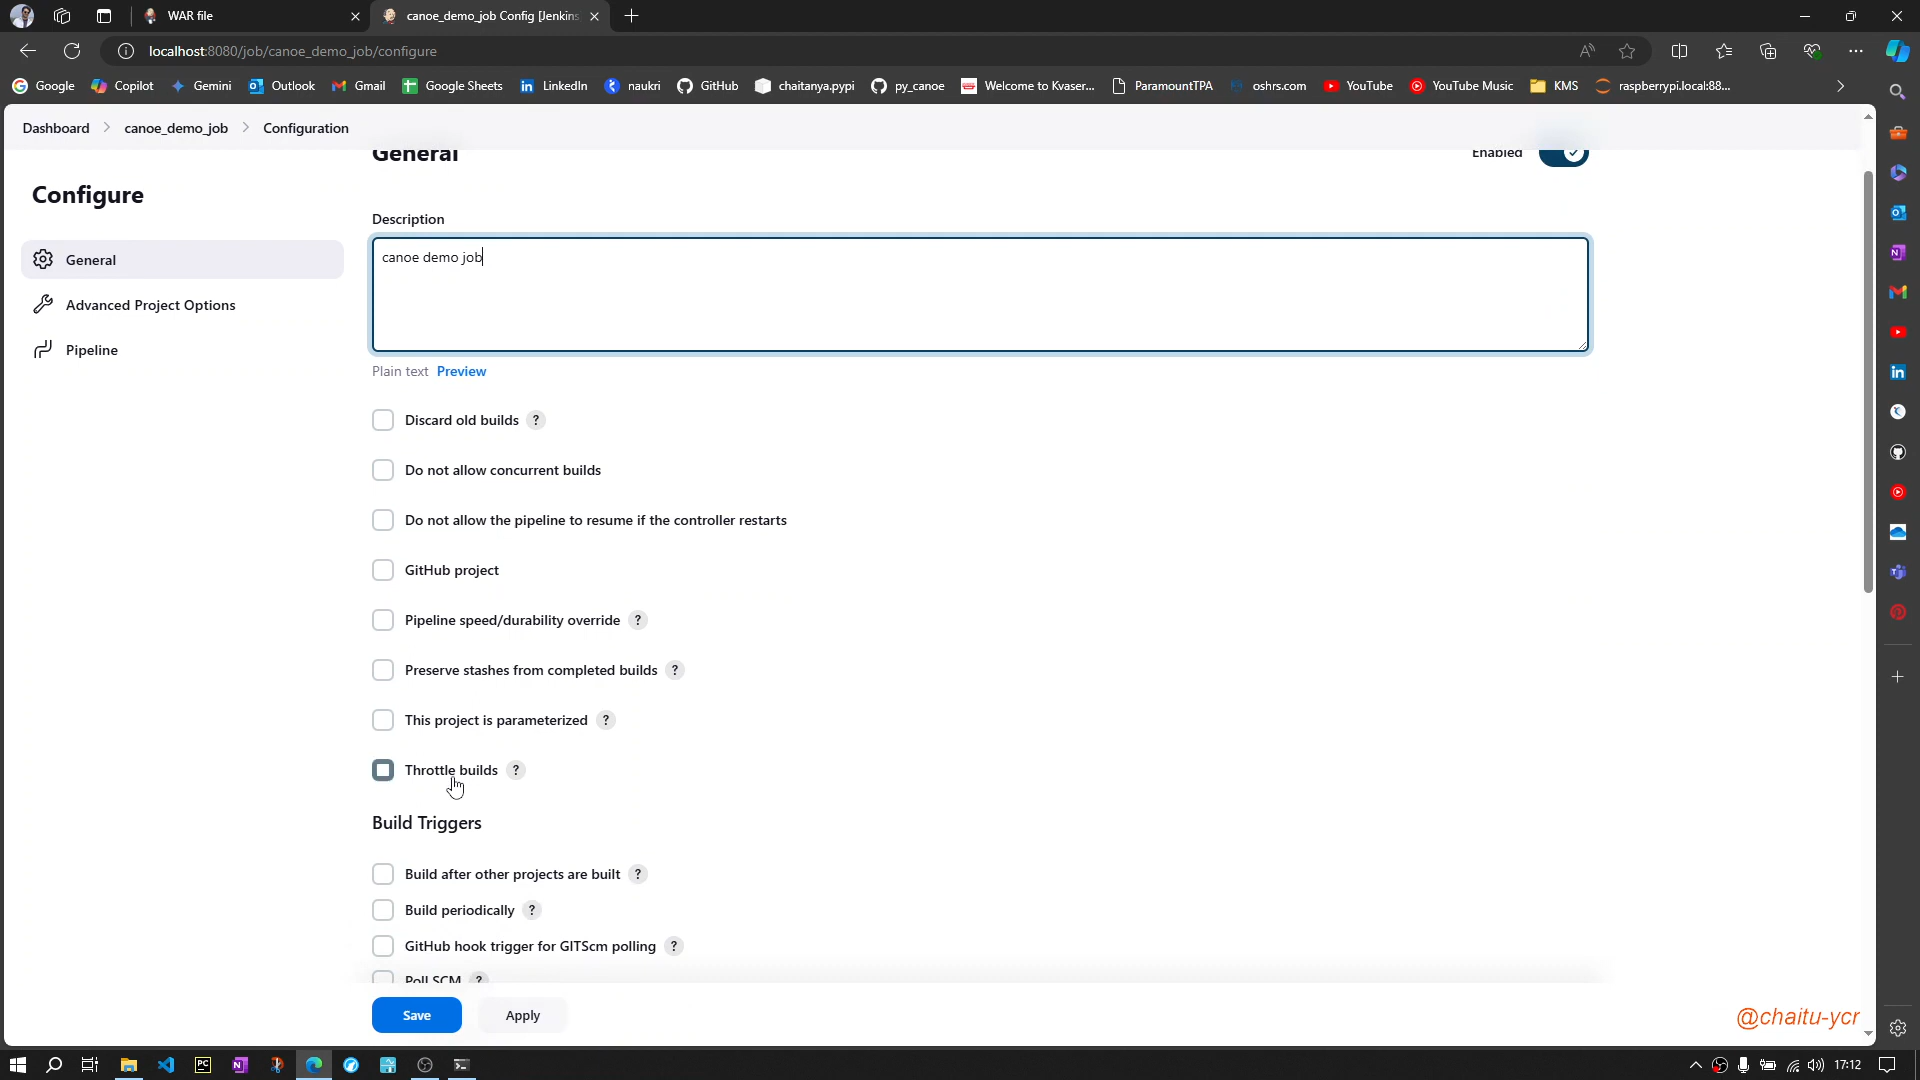 WAR file
canoe_demo_job Config [Jenkins
localhost:8080/job/canoe_demo_job/configure
Google
Copilot
Gemini
Outlook
Gmail
Google Sheets
LinkedIn
naukri
GitHub
chaitanya.pypi
py_canoe
Welcome to Kvaser...
ParamountTPA
oshrs.com
YouTube
YouTube Music
KMS
raspberrypi.local:88...
Dashboard
canoe_demo_job
Configuration
General
Enabled
Configure
General
Advanced Project Options
Pipeline
Description
canoe demo job
Plain text Preview
Discard old builds ?
Do not allow concurrent builds
Do not allow the pipeline to resume if the controller restarts
GitHub project
Pipeline speed/durability override ?
Preserve stashes from completed builds ?
This project is parameterized ?
Throttle builds ?
Build Triggers
Build after other projects are built ?
Build periodically ?
GitHub hook trigger for GITScm polling ?
Poll SCM ?
Save
Apply
@chaitu-ycr
17:12